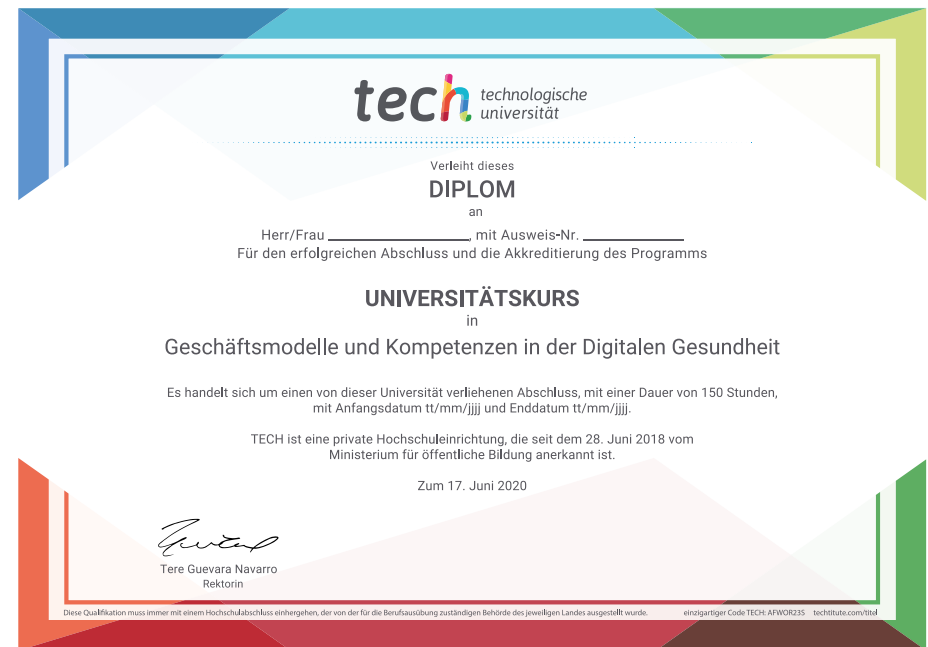 tech technologische
universität
Verleiht dieses
DIPLOM
an
Herr/Frau ____________________, mit Ausweis-Nr. ______________
Für den erfolgreichen Abschluss und die Akkreditierung des Programms
UNIVERSITÄTSKURS
in
Geschäftsmodelle und Kompetenzen in der Digitalen Gesundheit
Es handelt sich um einen von dieser Universität verliehenen Abschluss, mit einer Dauer von 150 Stunden,
mit Anfangsdatum tt/mm/jjjj und Enddatum tt/mm/jjjj.
TECH ist eine private Hochschuleinrichtung, die seit dem 28. Juni 2018 vom
Ministerium für öffentliche Bildung anerkannt ist.
Zum 17. Juni 2020
Tere Guevara Navarro
Rektorin
Diese Qualifikation muss immer mit einem Hochschulabschluss einhergehen, der von der für die Berufsausübung zuständigen Behörde des jeweiligen Landes ausgestellt wurde. einzigartiger Code TECH: AFWOR23S techtitute.com/titel